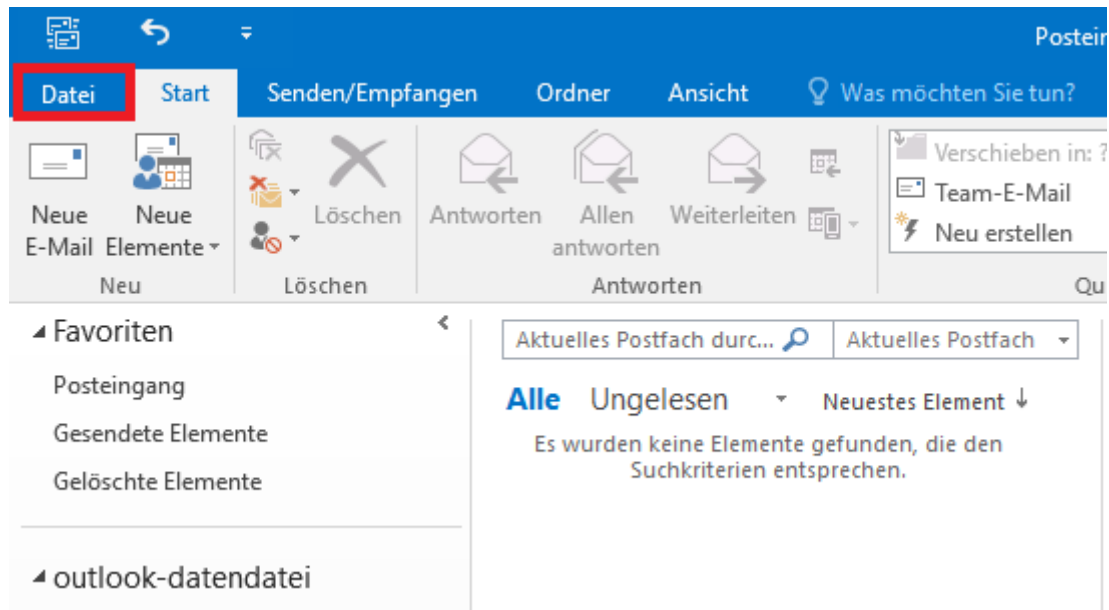 Postein
Datei Start Senden/Empfangen Ordner Ansicht Was möchten Sie tun?
Neue E-Mail
Neue Elemente
Neu
Löschen
Löschen
Antworten
Allen antworten
Weiterleiten
Antworten
Verschieben in: ?
Team-E-Mail
Neu erstellen
Qu
Favoriten
Posteingang
Gesendete Elemente
Gelöschte Elemente
outlook-datendatei
Aktuelles Postfach durc... Aktuelles Postfach
Alle Ungelesen Neuestes Element
Es wurden keine Elemente gefunden, die den
Suchkriterien entsprechen.